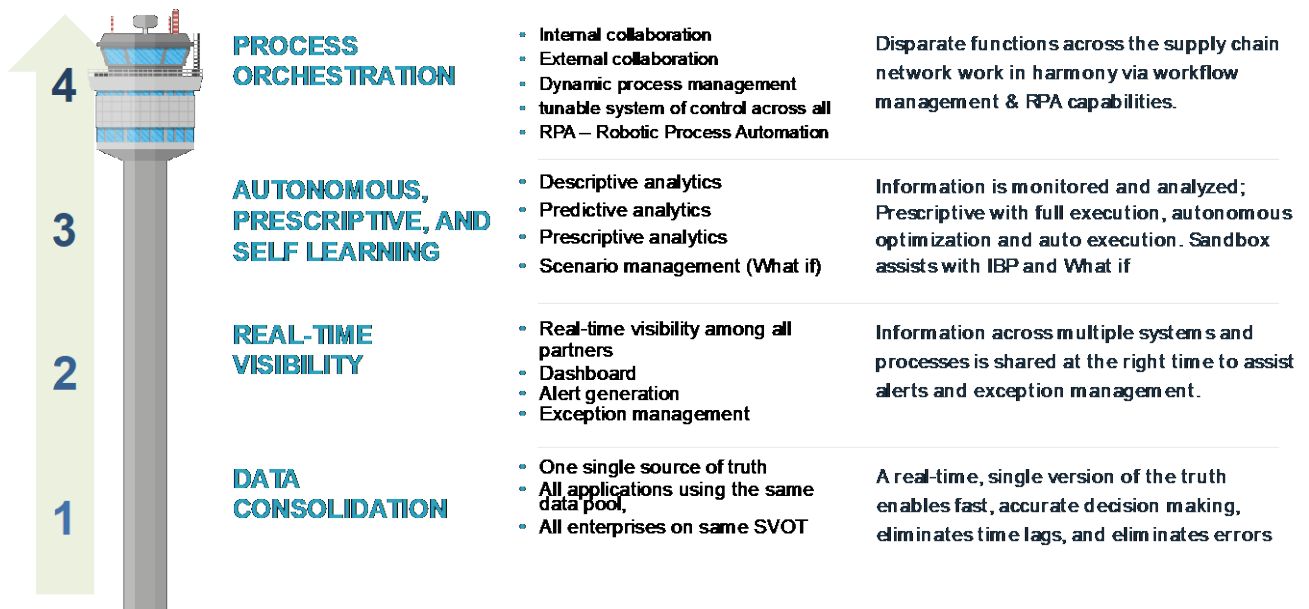 4
PROCESS
ORCHESTRATION
• Internal collaboration
• External collaboration
• Dynamic process management
• tunable system of control across all
• RPA – Robotic Process Automation
Disparate functions across the supply chain
network work in harmony via workflow
management & RPA capabilities.
3
AUTONOMOUS,
PRESCRIPTIVE, AND
SELF LEARNING
• Descriptive analytics
• Predictive analytics
• Prescriptive analytics
• Scenario management (What if)
Information is monitored and analyzed;
Prescriptive with full execution, autonomous
optimization and auto execution. Sandbox
assists with IBP and What if
2
REAL-TIME
VISIBILITY
• Real-time visibility among all
partners
• Dashboard
• Alert generation
• Exception management
Information across multiple systems and
processes is shared at the right time to assist
alerts and exception management.
1
DATA
CONSOLIDATION
• One single source of truth
• All applications using the same
data pool,
• All enterprises on same SVOT
A real-time, single version of the truth
enables fast, accurate decision making,
eliminates time lags, and eliminates errors